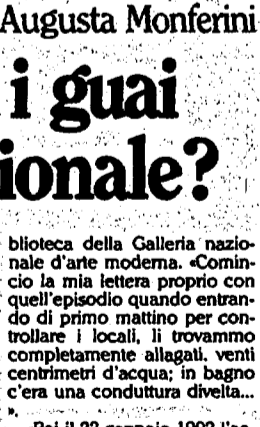 Augusta Monferini
i guai
ionale?
blioteca della Galleria nazio-
nale d'arte moderna. «Comin-
cio la mia lettera proprio con
quell'episodio quando entran-
do di primo mattino per con-
trollare i locali, li trovammo
completamente allagati, venti
centrimetri d'acqua; in bagno
c'era una conduttura divelta...
».